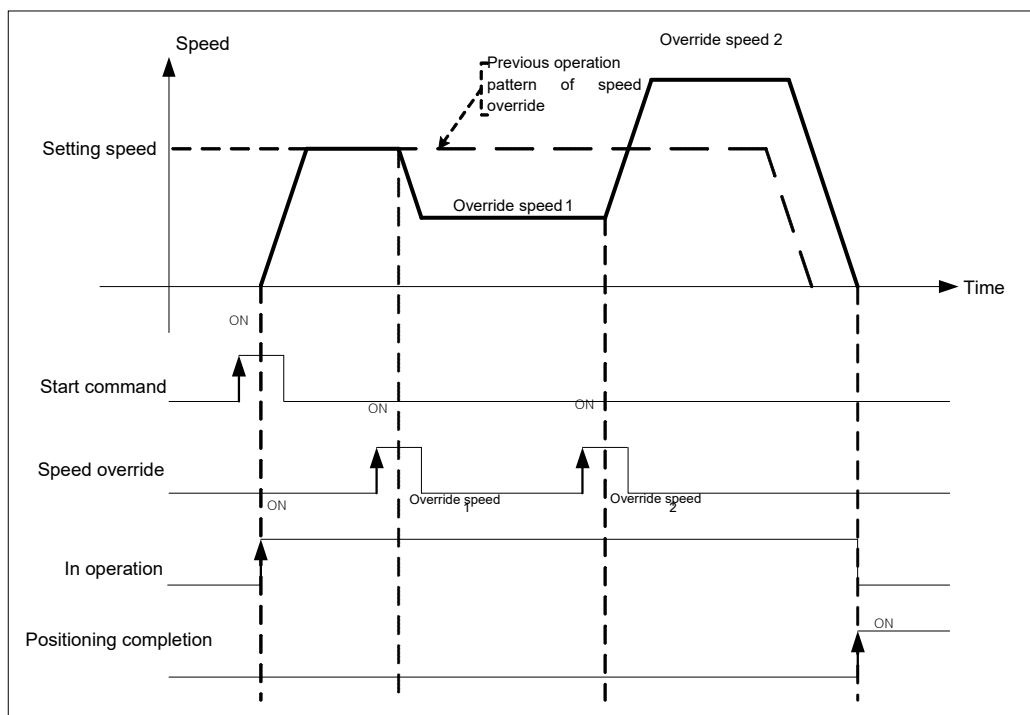 Override speed 2
Speed
Previous operation
pattern of speed
override
Setting speed
Override speed 1
Time
ON
Start command
ON
ON
Speed override
ON
Override speed
1
Override speed
2
In operation
ON
Positioning completion